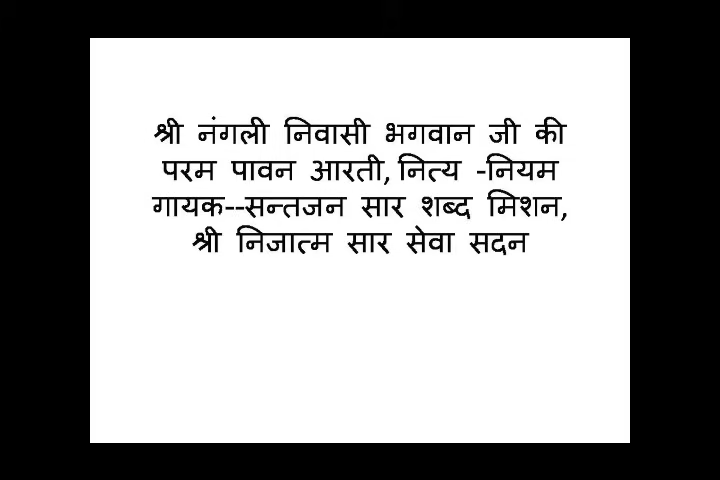 श्री नंगली निवासी भगवान जी की
परम पावन आरती, नित्य -नियम
गायक--सन्तजन सार शब्द मिशन,
श्री निजात्म सार सेवा सदन